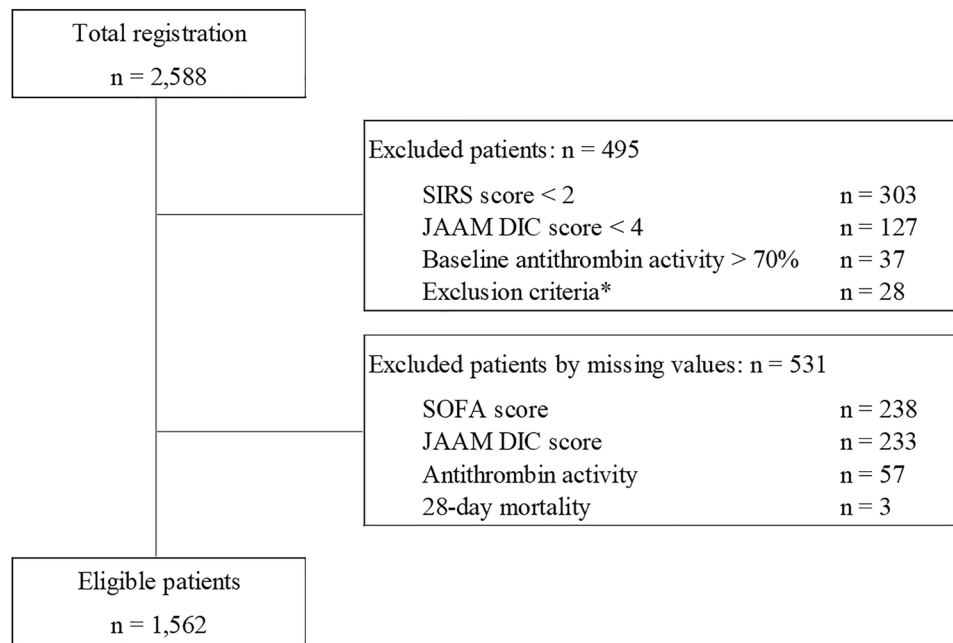 Total registration
n = 2,588
Excluded patients: n = 495
SIRS score < 2 n = 303
JAAM DIC score < 4 n = 127
Baseline antithrombin activity > 70% n = 37
Exclusion criteria* n = 28
Excluded patients by missing values: n = 531
SOFA score n = 238
JAAM DIC score n = 233
Antithrombin activity n = 57
28-day mortality n = 3
Eligible patients
n = 1,562